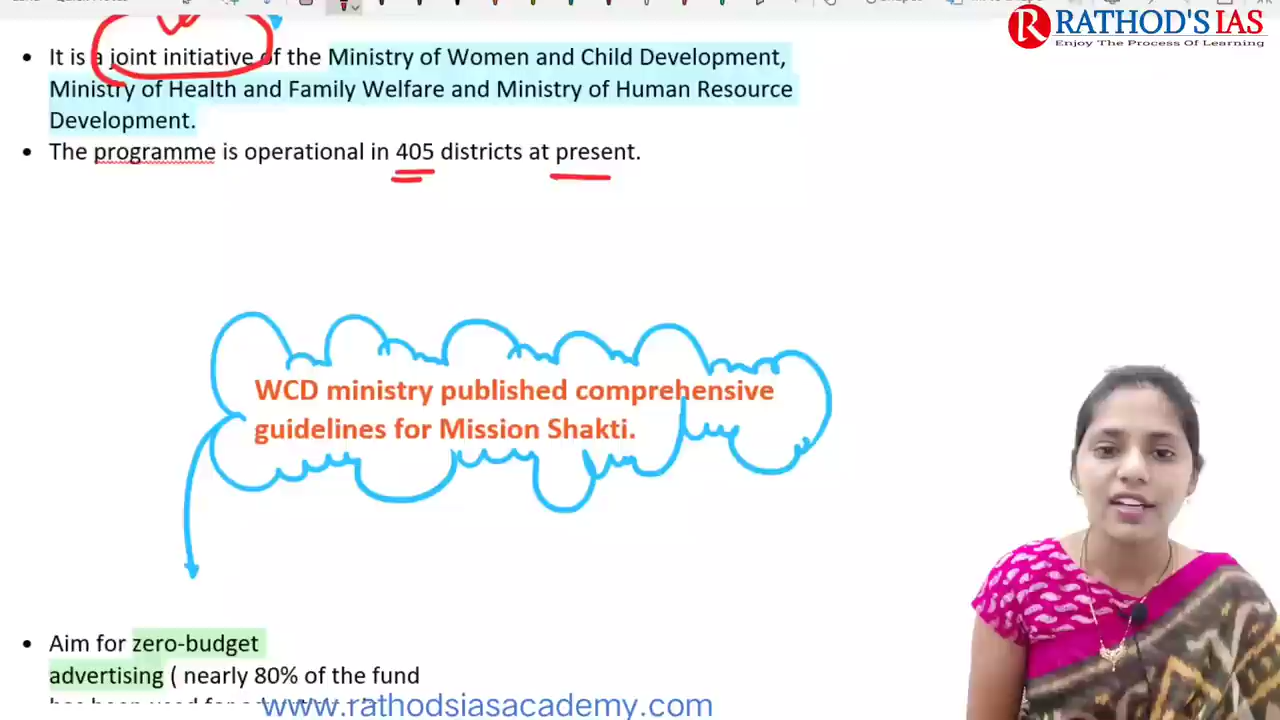 RATHOD'S IAS
Enjoy The Process Of Learning
• It is a joint initiative of the Ministry of Women and Child Development,
Ministry of Health and Family Welfare and Ministry of Human Resource
Development.
• The programme is operational in 405 districts at present.
WCD ministry published comprehensive
guidelines for Mission Shakti.
• Aim for zero-budget
advertising ( nearly 80% of the fund
www.rathodsiasacademy.com